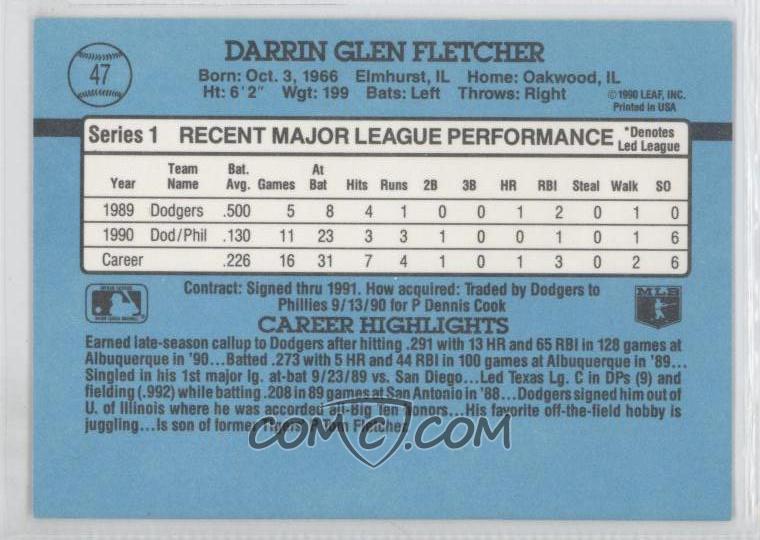 47
DARRIN GLEN FLETCHER
Born: Oct. 3, 1966 Elmhurst, IL Home: Oakwood, IL
Ht: 6'2" Wgt: 199 Bats: Left Throws: Right
©1990 LEAF, INC.
Printed in USA
Series 1 RECENT MAJOR LEAGUE PERFORMANCE *Denotes Led League
Year Team Name Bat. Avg. Games At Bat Hits Runs 2B 3B HR RBI Steal Walk SO
1989 Dodgers .500 5 8 4 1 0 0 1 2 0 1 0
1990 Dod/Phil .130 11 23 3 3 1 0 0 1 0 1 6
Career .226 16 31 7 4 1 0 1 3 0 2 6
Contract: Signed thru 1991. How acquired: Traded by Dodgers to
Phillies 9/13/90 for P Dennis Cook
MLB
CAREER HIGHLIGHTS
Earned late-season callup to Dodgers after hitting .291 with 13 HR and 65 RBI in 128 games at
Albuquerque in '90...Batted .273 with 5 HR and 44 RBI in 100 games at Albuquerque in '89...
Singled in his 1st major lg. at-bat 9/23/89 vs. San Diego...Led Texas Lg. C in DPs (9) and
fielding (.992) while batting .208 in 89 games at San Antonio in '88...Dodgers signed him out of
U. of Illinois where he was accorded all-Big Ten honors...His favorite off-the-field hobby is
juggling...Is son of former Tigers' P Tom Fletcher
COMC.COM